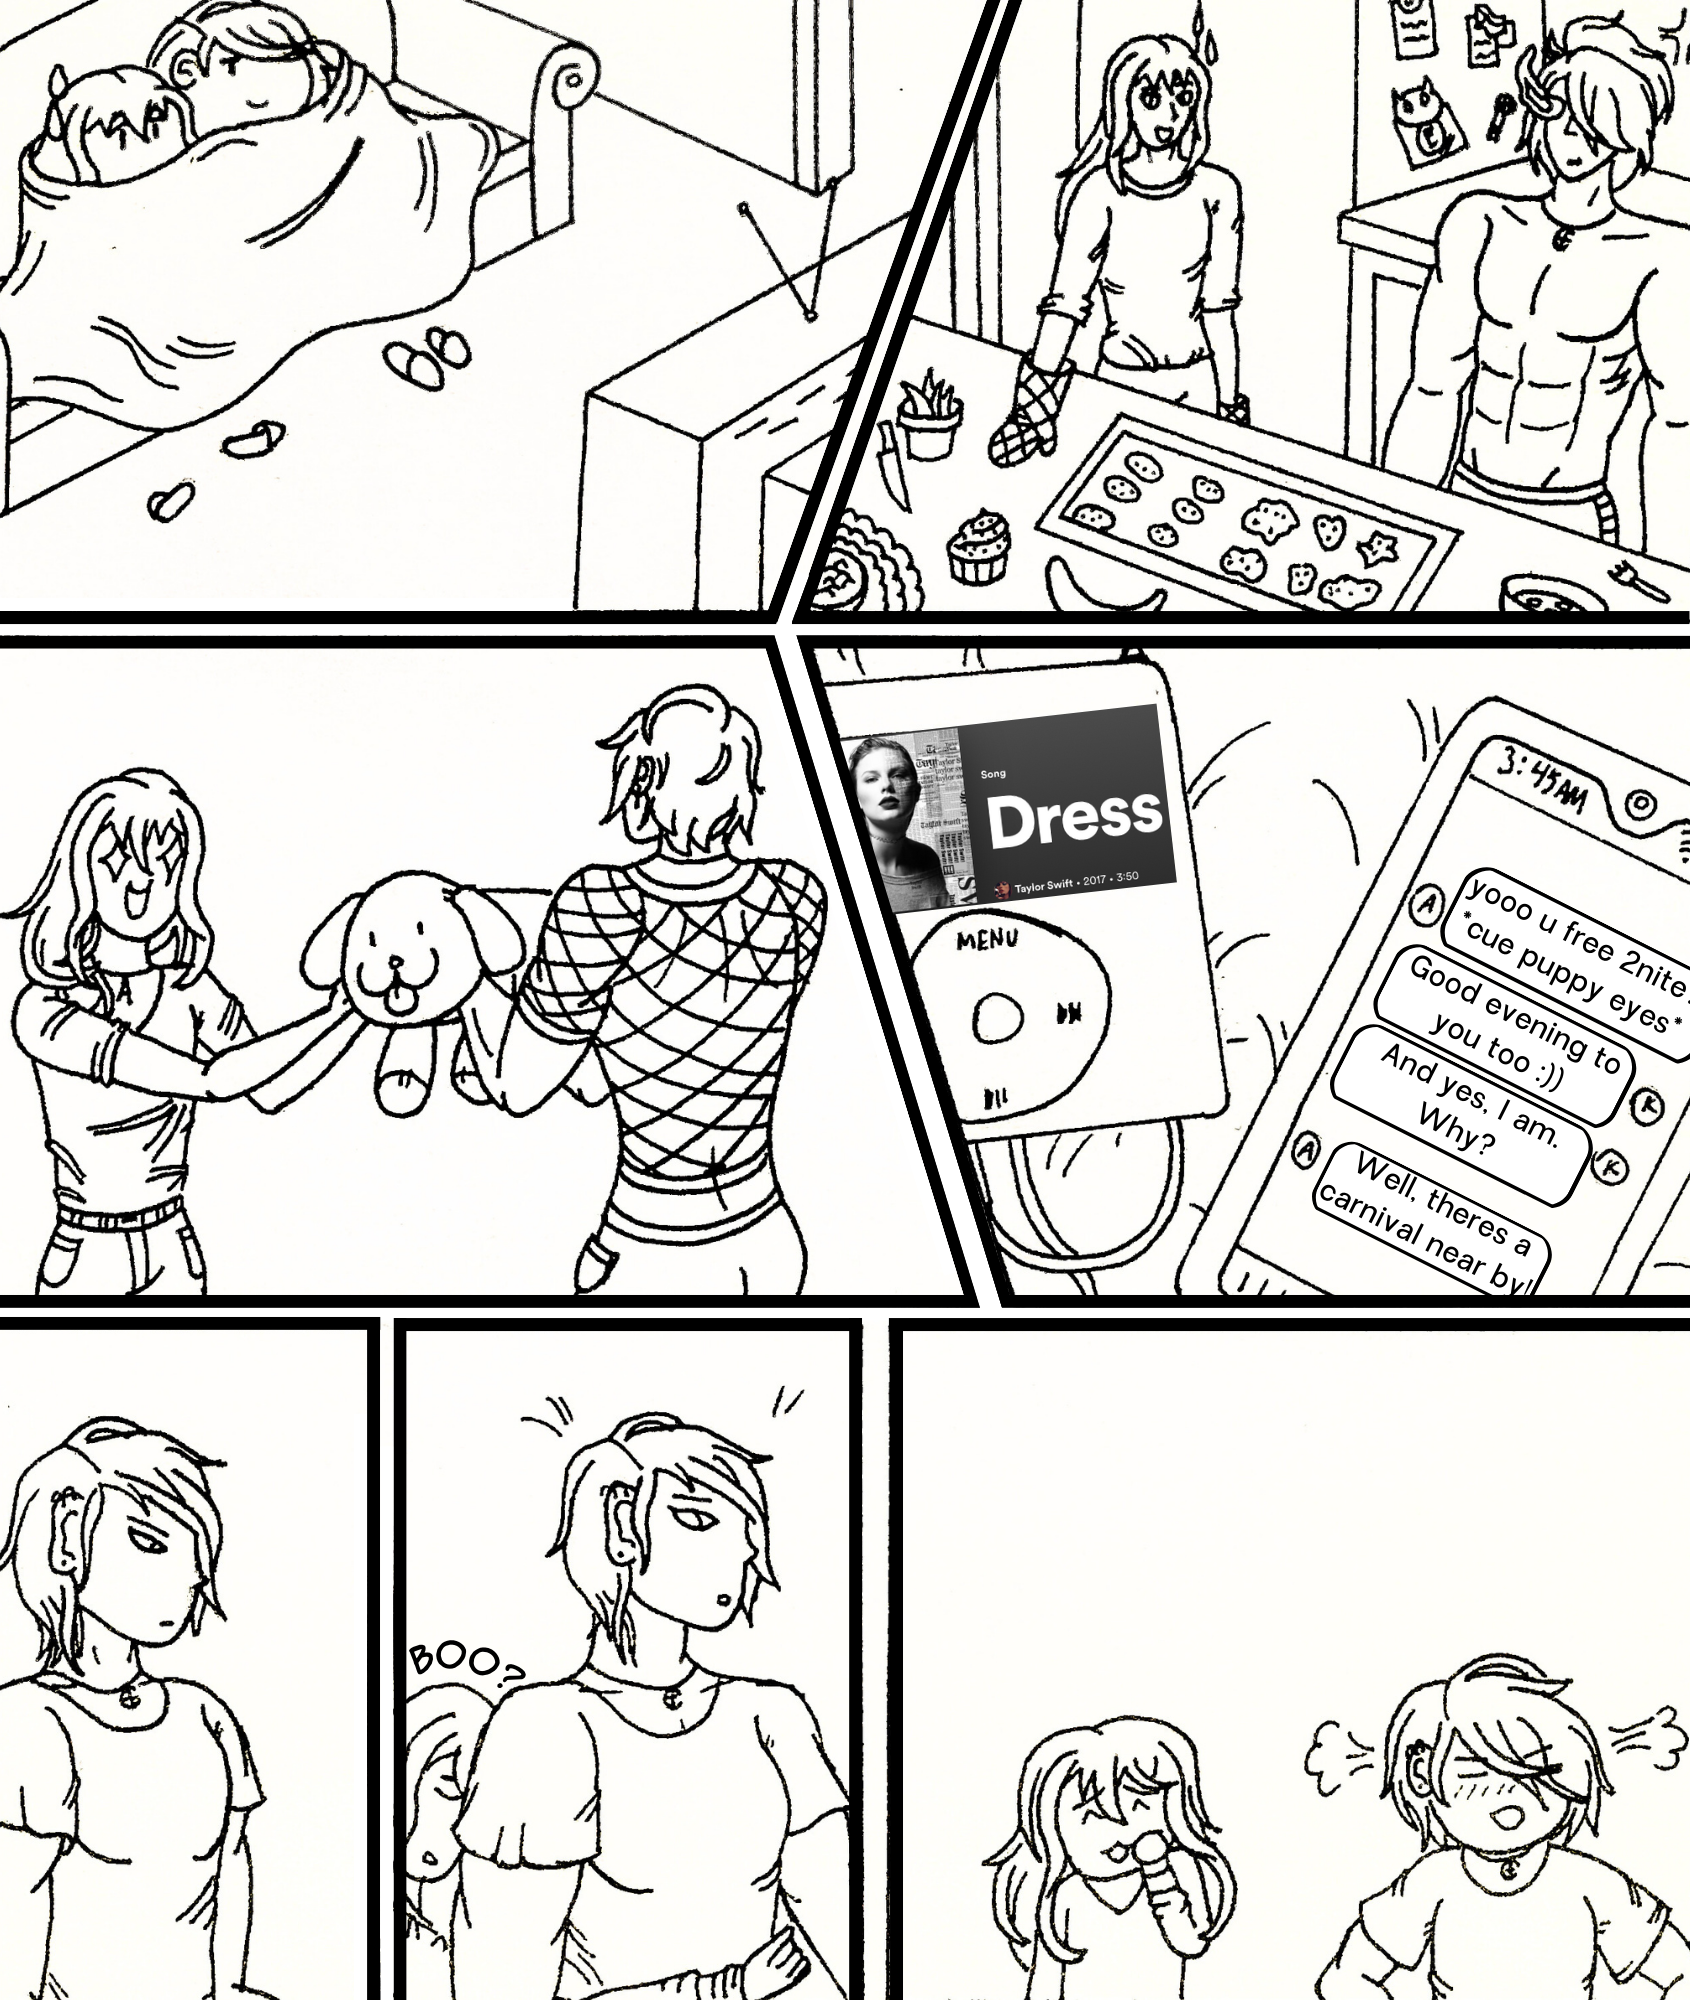 Song
Dress
Taylor Swift • 2017 • 3:50
MENU
3:45AM
A
yooo u free 2nite
*cue puppy eyes*
Good evening to
you too :))
K
And yes, I am.
Why?
K
A
Well, theres a
carnival near by!
BOO?